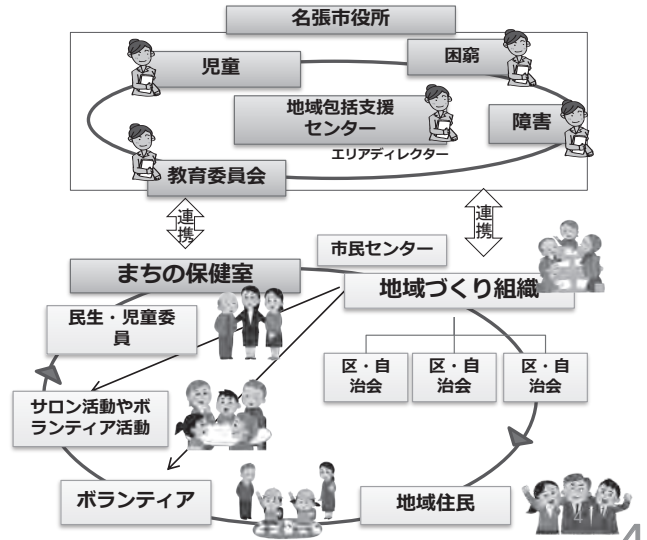 名張市役所
児童
困窮
地域包括支援
センター
障害
エリアディレクター
教育委員会
連携
連携
市民センター
まちの保健室
地域づくり組織
民生・児童委
員
区・自
治会
区・自
治会
区・自
治会
サロン活動やボ
ランティア活動
ボランティア
地域住民
4
4